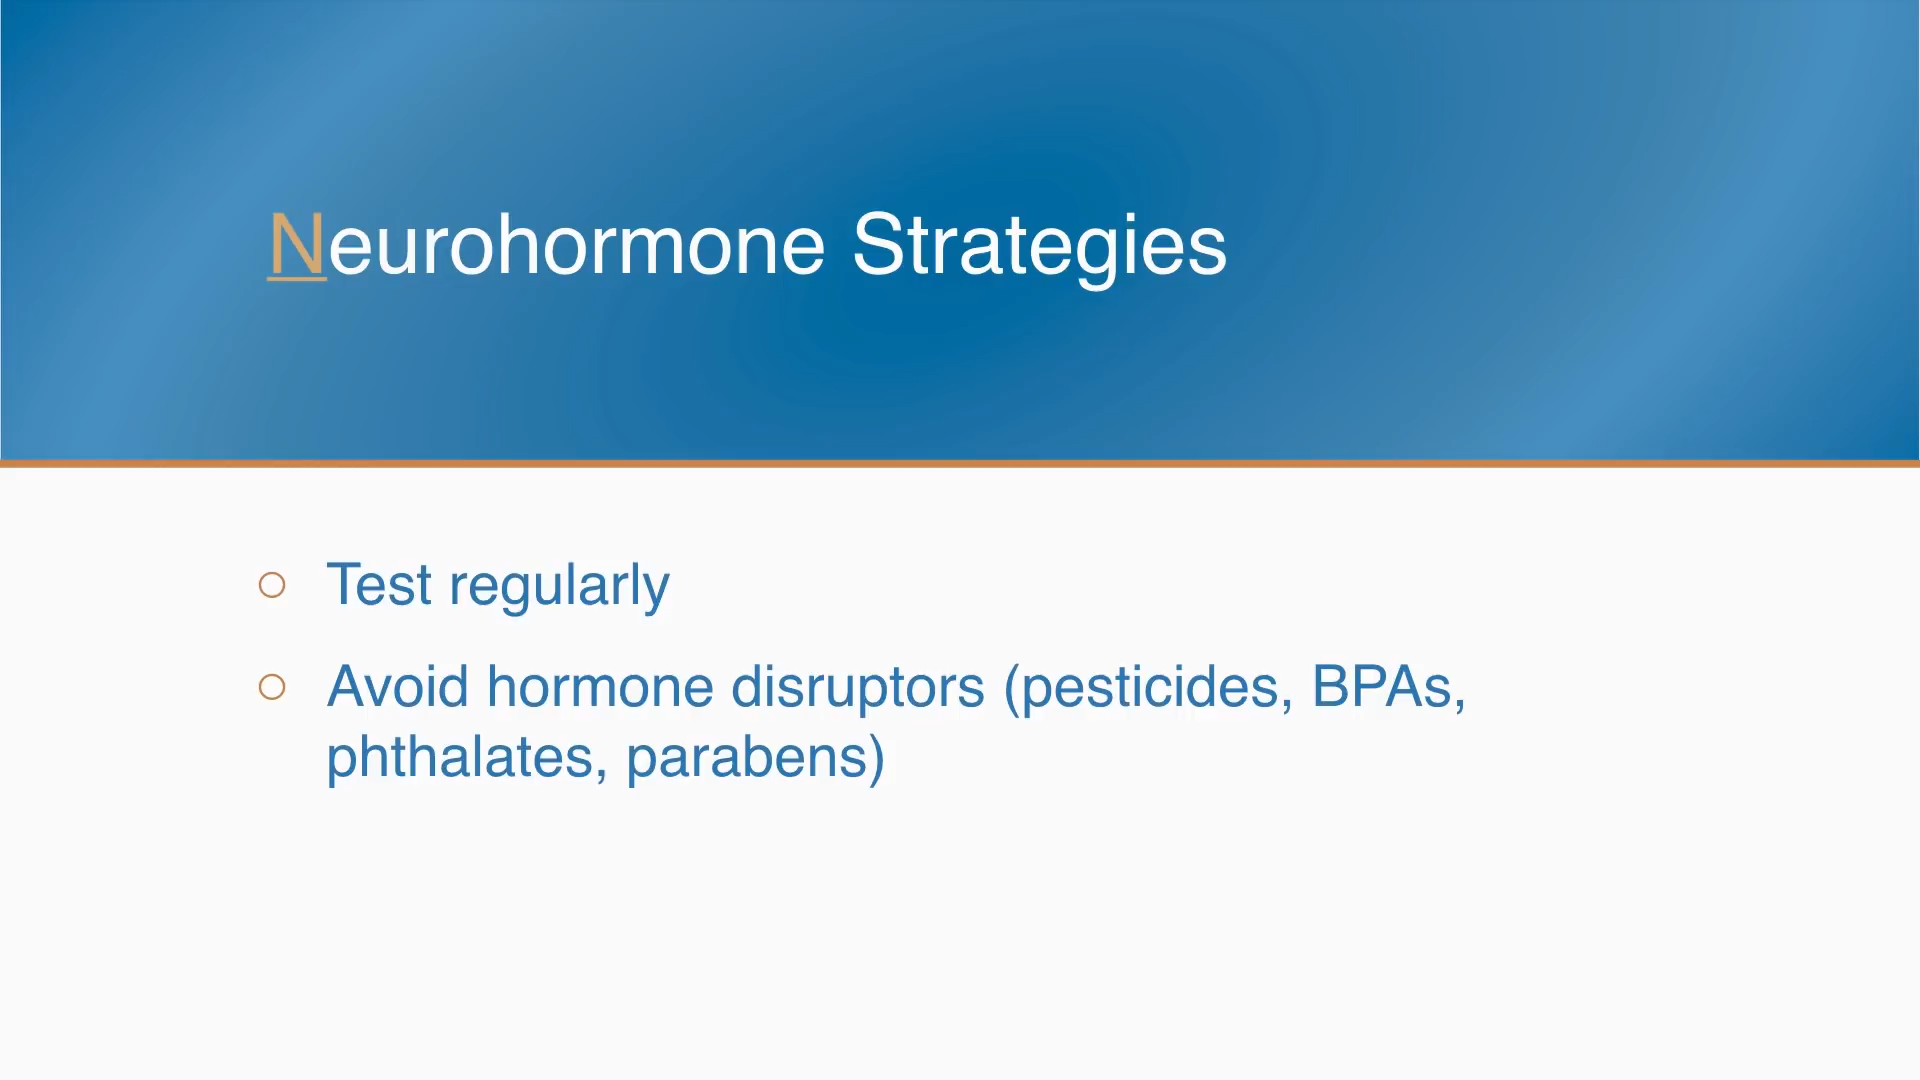 Neurohormone Strategies
○ Test regularly
○ Avoid hormone disruptors (pesticides, BPAs,
phthalates, parabens)